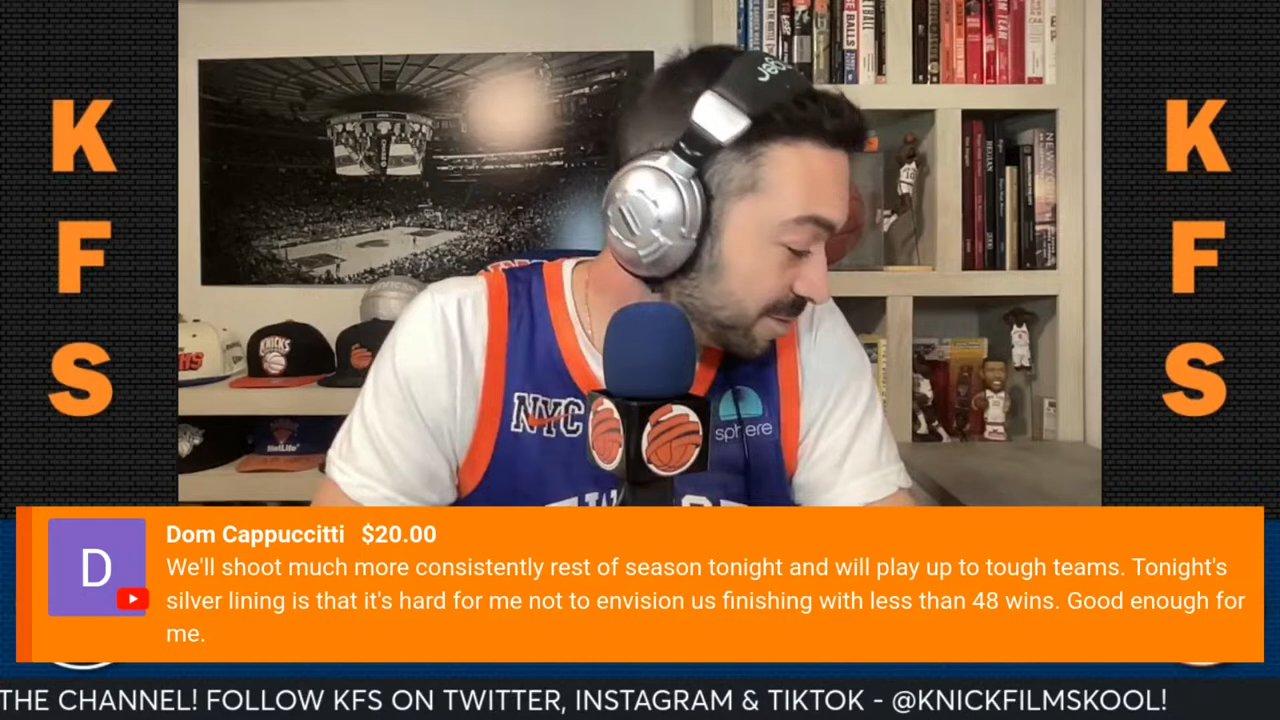 K
F
S
K
F
S
KNICKS
NYC
sphere
Dom Cappuccitti $20.00
We'll shoot much more consistently rest of season tonight and will play up to tough teams. Tonight's
silver lining is that it's hard for me not to envision us finishing with less than 48 wins. Good enough for
me.
D
THE CHANNEL! FOLLOW KFS ON TWITTER, INSTAGRAM & TIKTOK - @KNICKFILMSKOOL!